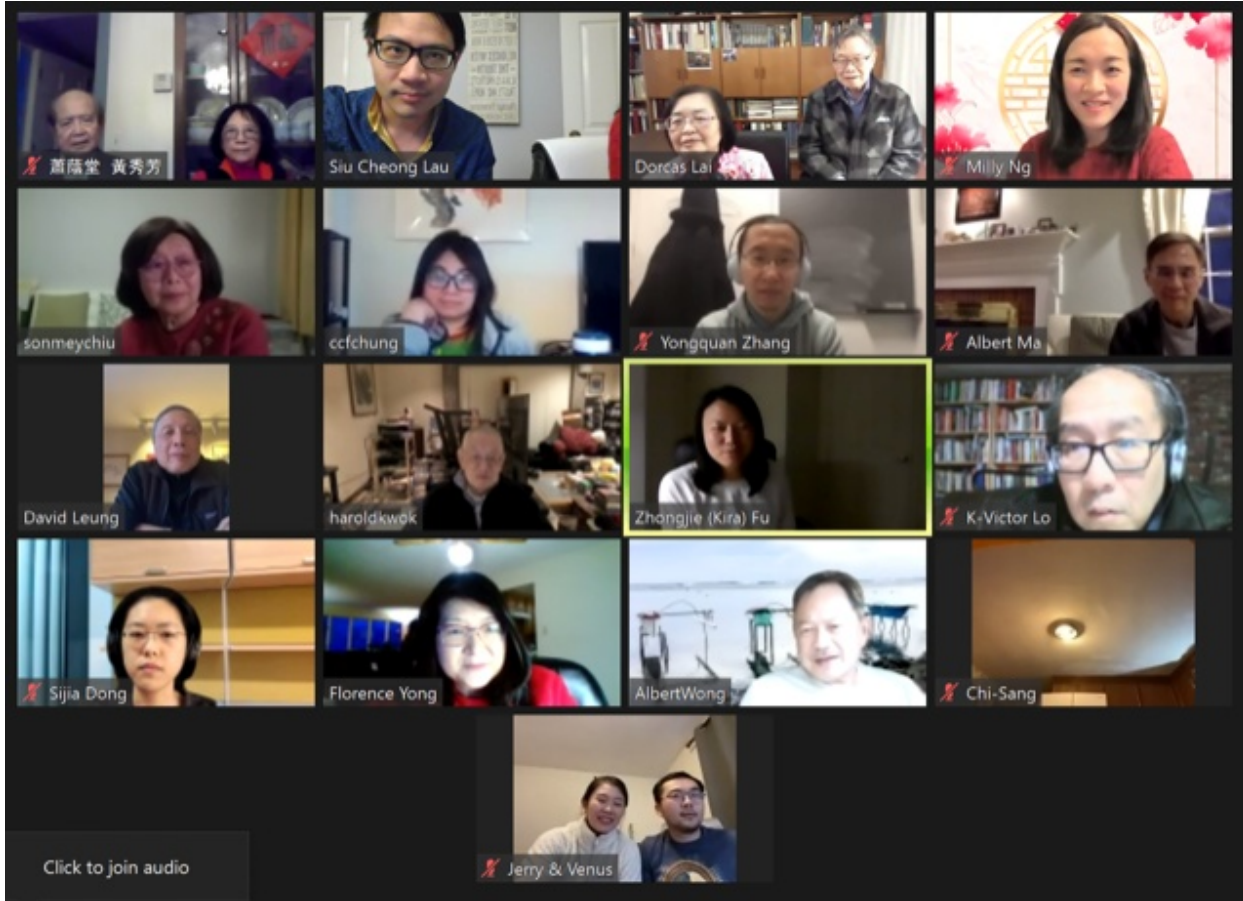 蕭蔭堂 黃秀芳
Siu Cheong Lau
Dorcas Lai
Milly Ng
sonmeychiu
ccfchung
Yongquan Zhang
Albert Ma
David Leung
haroldkwok
Zhongjie (Kira) Fu
K-Victor Lo
Sijia Dong
Florence Yong
AlbertWong
Chi-Sang
Jerry & Venus
Click to join audio